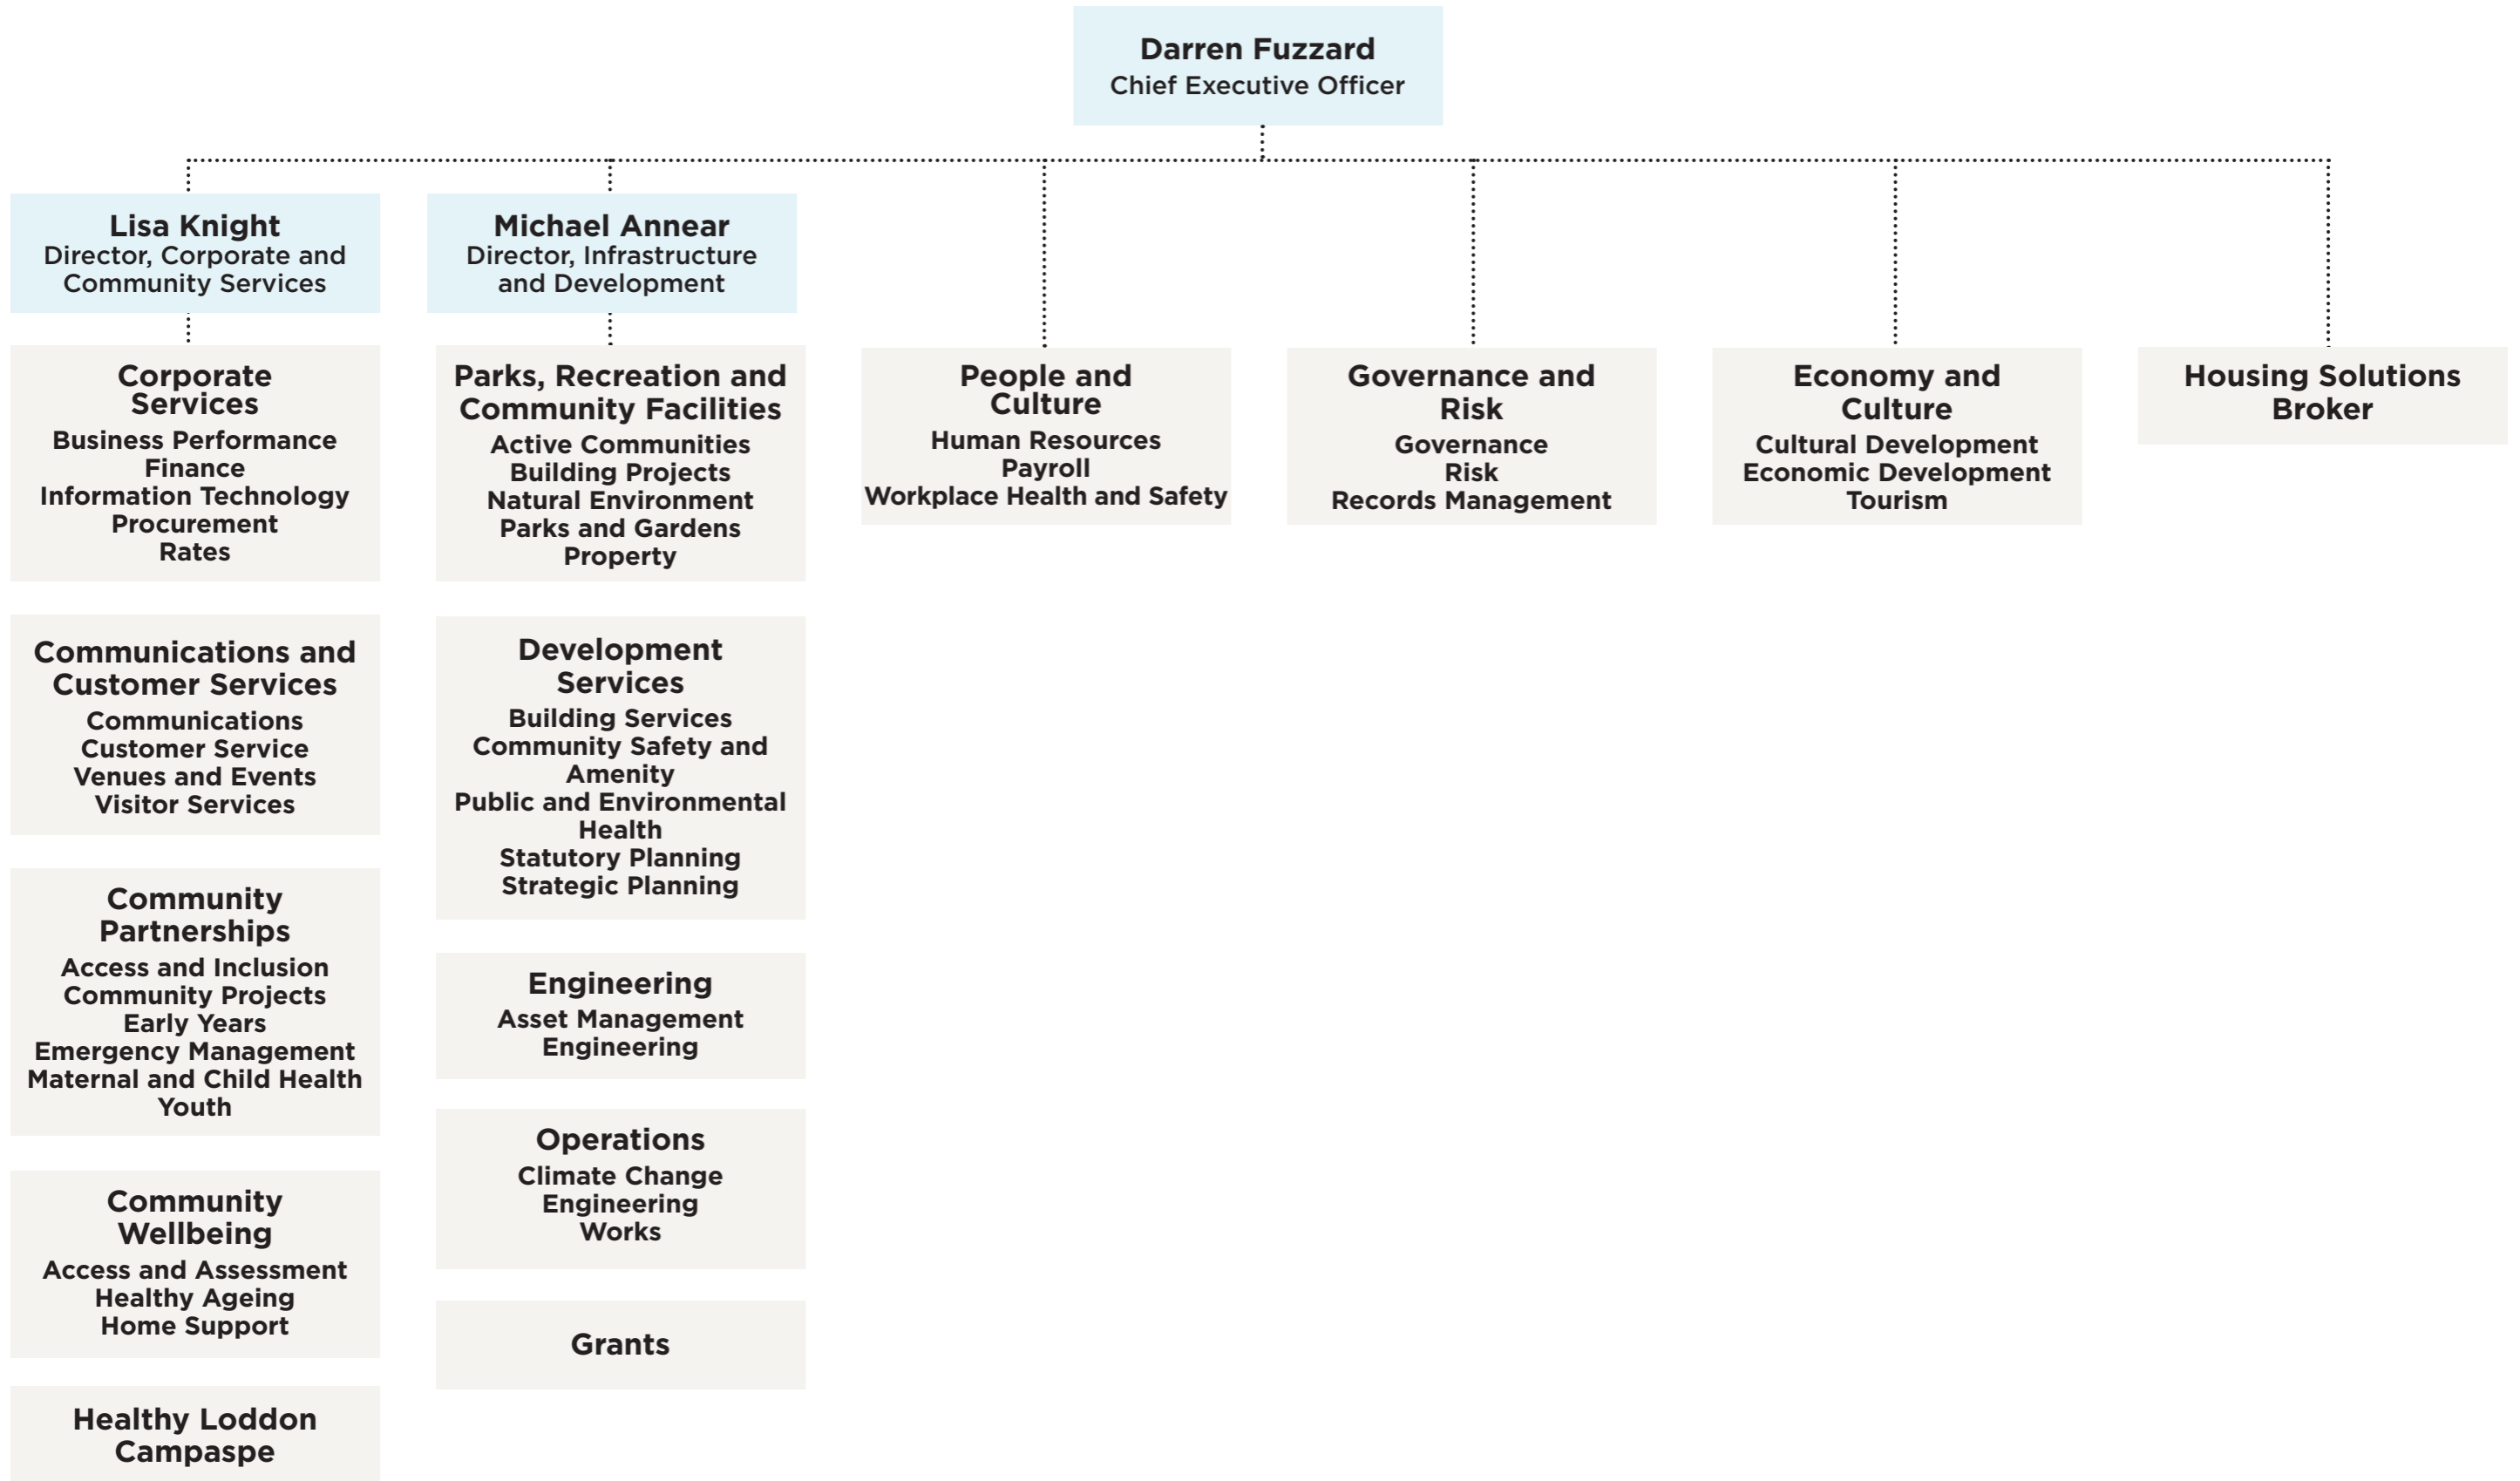 Darren Fuzzard
Chief Executive Officer
Lisa Knight
Director, Corporate and
Community Services
Michael Annear
Director, Infrastructure
and Development
Corporate
Services
Business Performance
Finance
Information Technology
Procurement
Rates
Communications and
Customer Services
Communications
Customer Service
Venues and Events
Visitor Services
Community
Partnerships
Access and Inclusion
Community Projects
Early Years
Emergency Management
Maternal and Child Health
Youth
Community
Wellbeing
Access and Assessment
Healthy Ageing
Home Support
Healthy Loddon
Campaspe
Parks, Recreation and
Community Facilities
Active Communities
Building Projects
Natural Environment
Parks and Gardens
Property
Development
Services
Building Services
Community Safety and
Amenity
Public and Environmental
Health
Statutory Planning
Strategic Planning
Engineering
Asset Management
Engineering
Operations
Climate Change
Engineering
Works
Grants
People and
Culture
Human Resources
Payroll
Workplace Health and Safety
Governance and
Risk
Governance
Risk
Records Management
Economy and
Culture
Cultural Development
Economic Development
Tourism
Housing Solutions
Broker